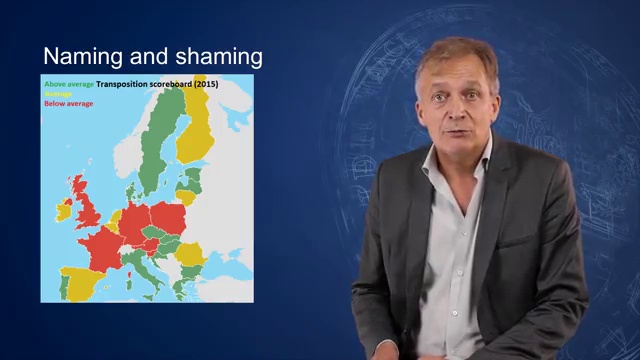 Naming and shaming
Above average Transposition scoreboard (2015)
Average
Below average